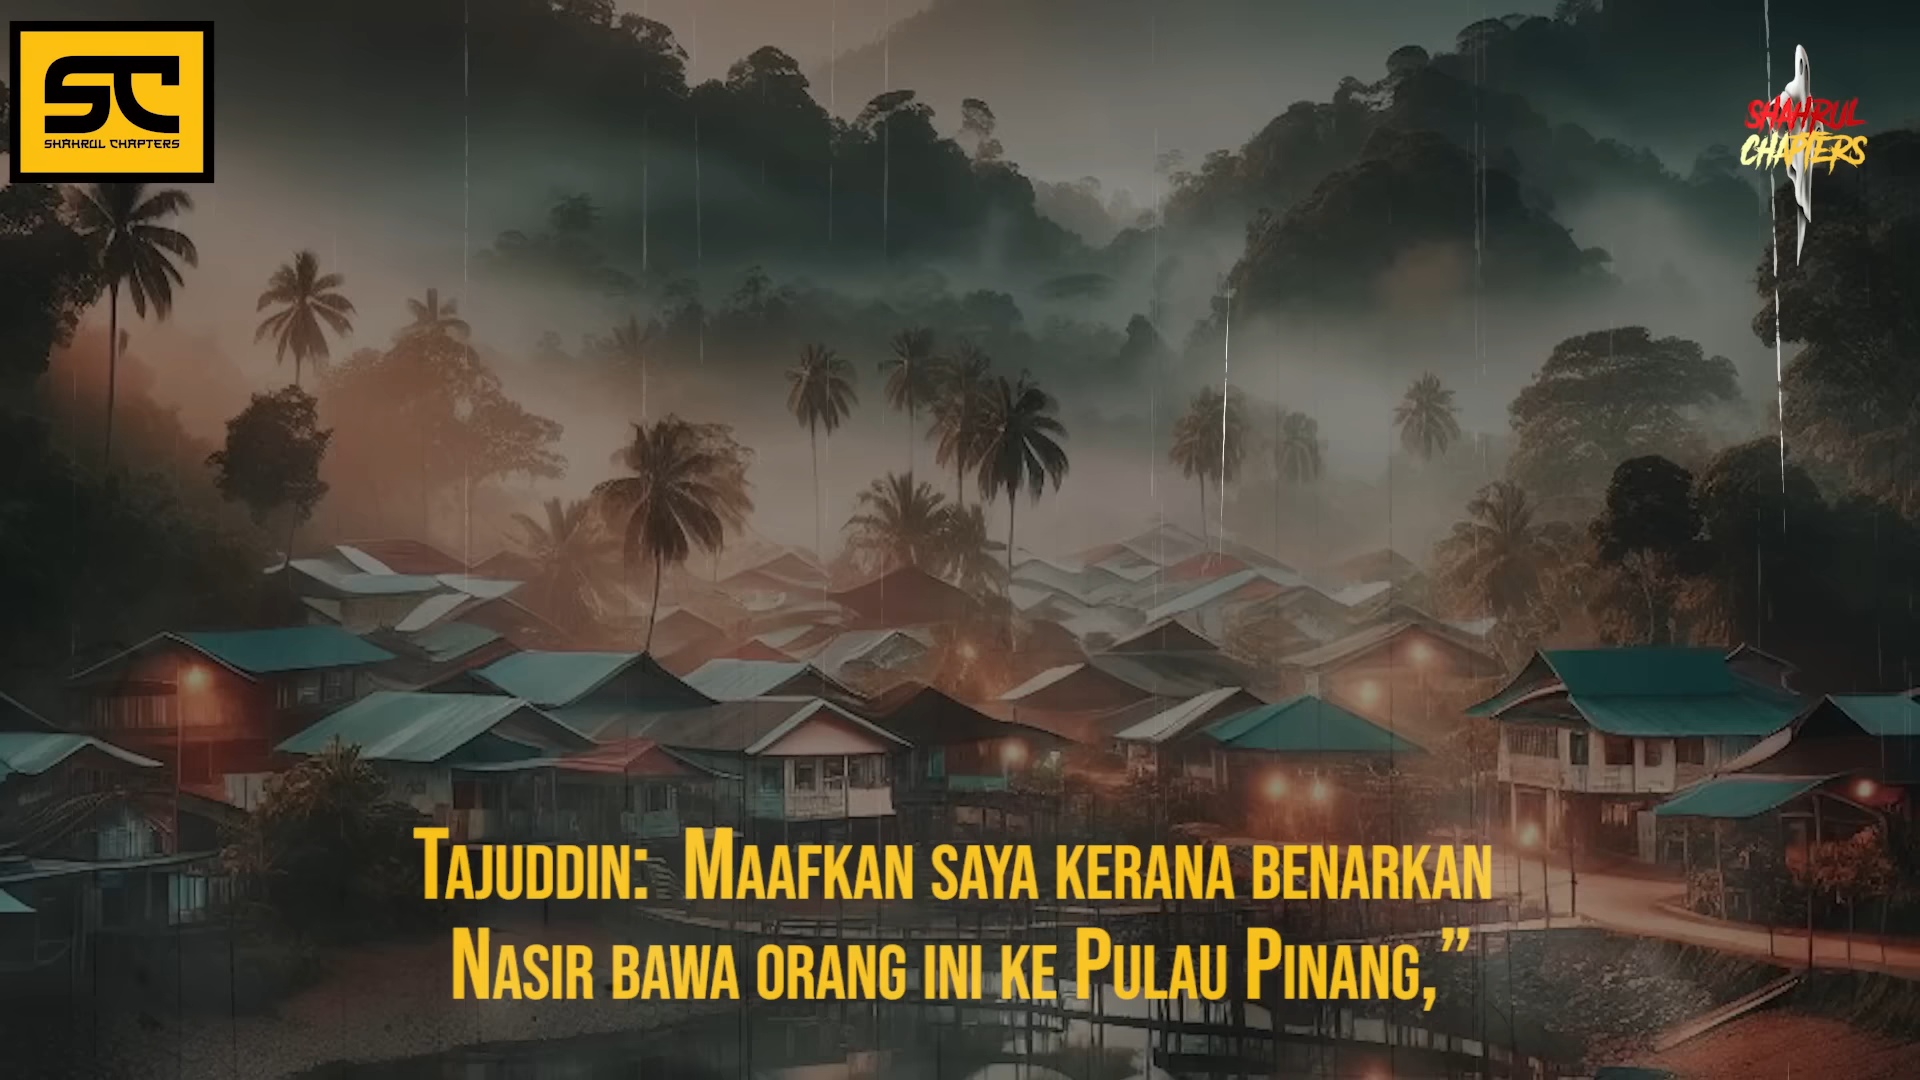 SC
SHAHRUL CHAPTERS
SHAHRUL
CHAPTERS
Tajuddin: Maafkan saya kerana benarkan
Nasir bawa orang ini ke Pulau Pinang,”